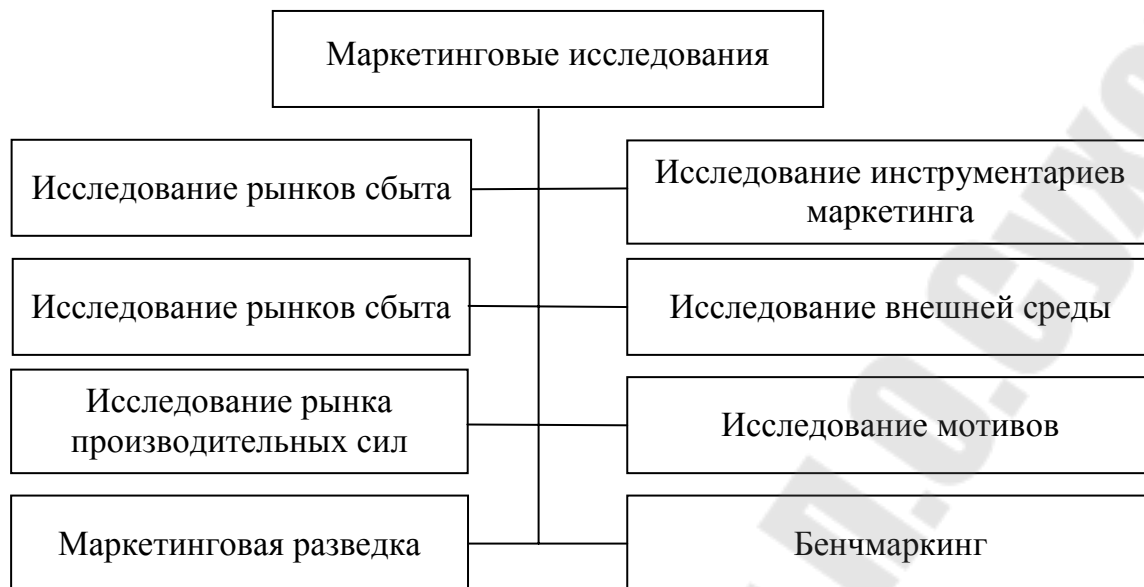 Маркетинговые исследования
Исследование рынков сбыта
Исследование инструментариев
маркетинга
Исследование рынков сбыта
Исследование внешней среды
Исследование рынка
производительных сил
Исследование мотивов
Маркетинговая разведка
Бенчмаркинг